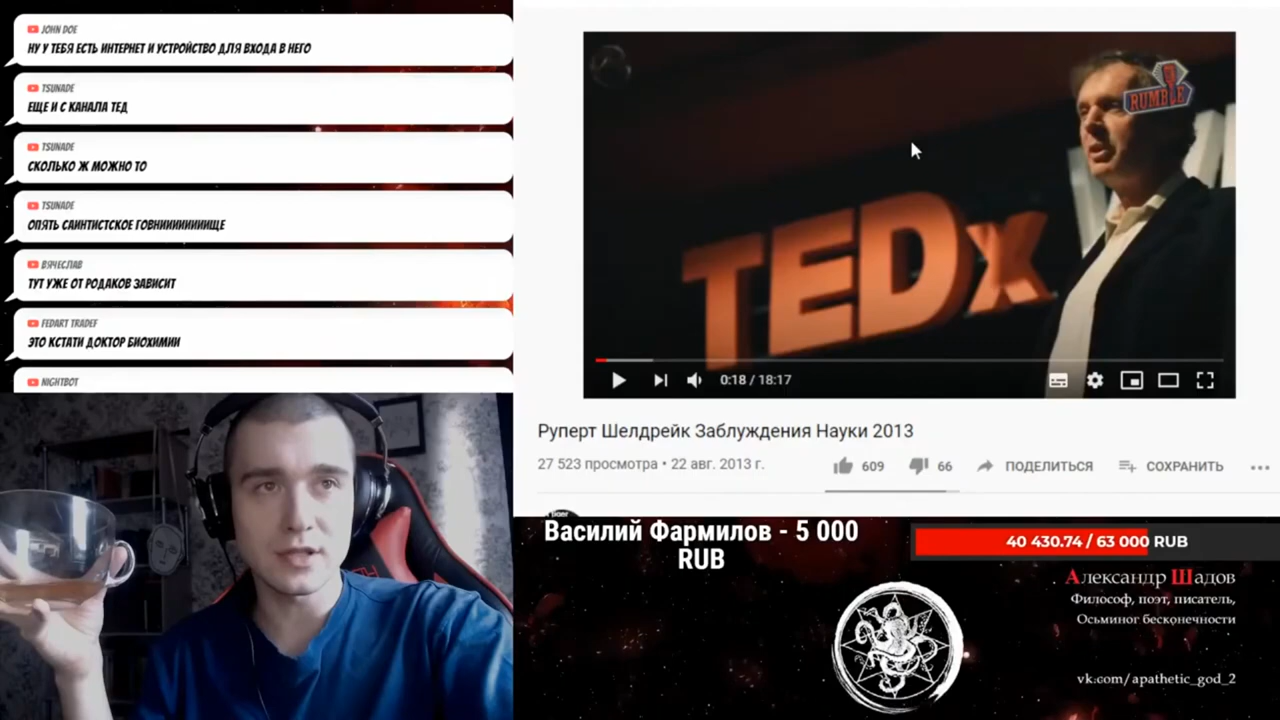 JOHN DOE
НУ У ТЕБЯ ЕСТЬ ИНТЕРНЕТ И УСТРОЙСТВО ДЛЯ ВХОДА В НЕГО
TSUNADE
ЕЩЕ И С КАНАЛА ТЕД
TSUNADE
СКОЛЬКО Ж МОЖНО ТО
TSUNADE
ОПЯТЬ САИНТИСТСКОЕ ГОВНИИИИИИИИЩЕ
ВЯЧЕСЛАВ
ТУТ УЖЕ ОТ РОДАКОВ ЗАВИСИТ
FEDART TRADEF
ЭТО КСТАТИ ДОКТОР БИОХИМИИ
NIGHTBOT
RUMBLE
TEDx
0:18 / 18:17
Руперт Шелдрейк Заблуждения Науки 2013
27 523 просмотра • 22 авг. 2013 г.
609
66
ПОДЕЛИТЬСЯ
СОХРАНИТЬ
Василий Фармилов - 5 000
RUB
40 430.74 / 63 000 RUB
Александр Шадов
Философ, поэт, писатель,
Осьминог бесконечности
vk.com/apathetic_god_2